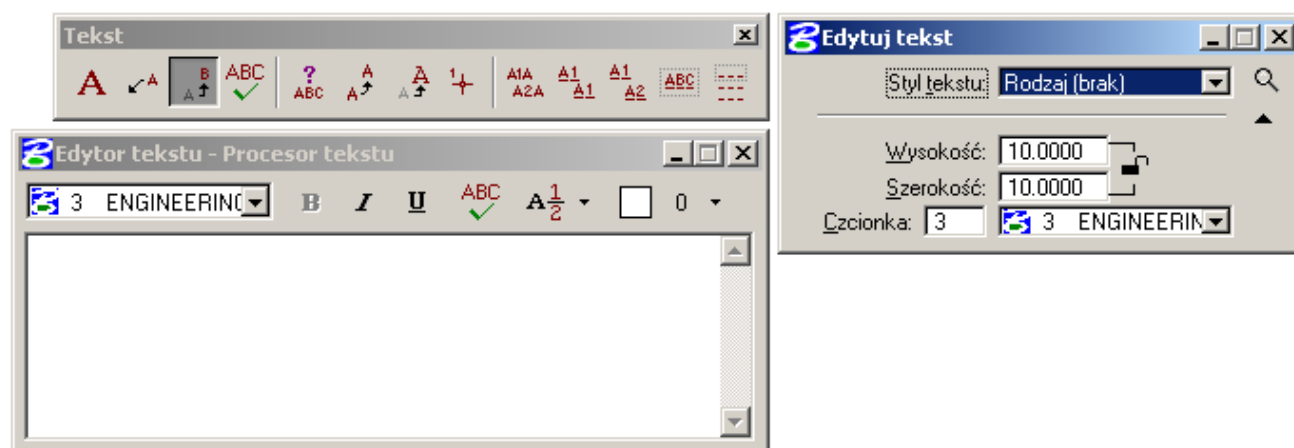 Tekst
A A B A ABC ? ABC A A A A 1 A1A A2A A1 A1 A1 A2 ABC
Edytor tekstu - Procesor tekstu
3 ENGINEERING B I U ABC A 1/2 0
Edytuj tekst
Styl tekstu: Rodzaj (brak)
Wysokość: 10.0000
Szerokość: 10.0000
Czcionka: 3 3 ENGINEERIN